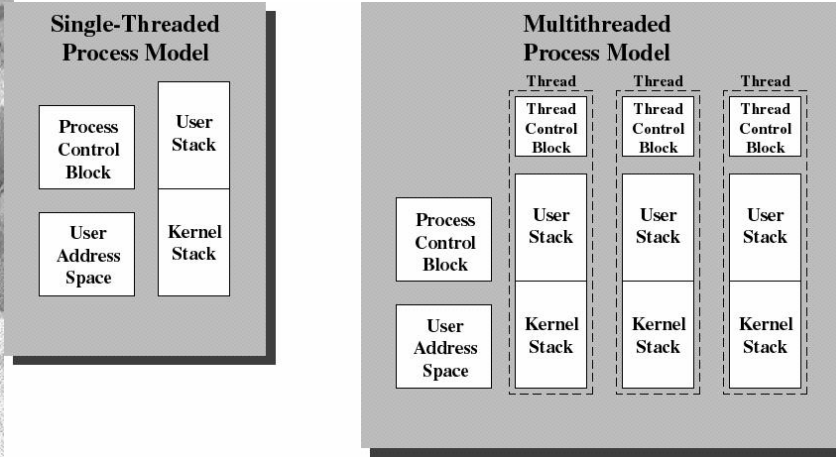 Single-Threaded
Process Model
Process
Control
Block
User
Stack
User
Address
Space
Kernel
Stack
Multithreaded
Process Model
Thread
Thread
Thread
Thread
Control
Block
Thread
Control
Block
Thread
Control
Block
Process
Control
Block
User
Stack
User
Stack
User
Stack
User
Address
Space
Kernel
Stack
Kernel
Stack
Kernel
Stack